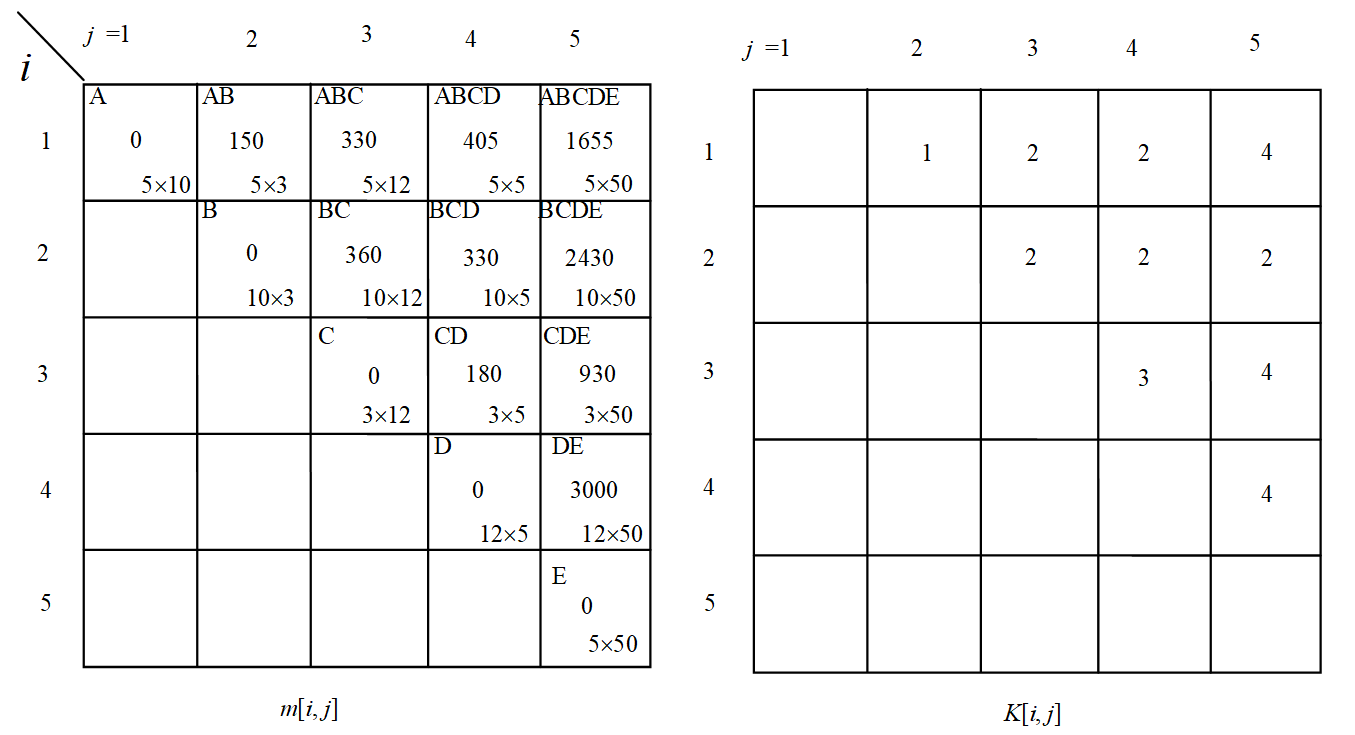 j =1 2 3 4 5
i
A AB ABC ABCD ABCDE
1 0 150 330 405 1655
5×10 5×3 5×12 5×5 5×50
B BC BCD BCDE
2 0 360 330 2430
10×3 10×12 10×5 10×50
C CD CDE
3 0 180 930
3×12 3×5 3×50
D DE
4 0 3000
12×5 12×50
E
5 0
5×50
m[i,j]
j =1 2 3 4 5
1 1 2 2 4
2 2 2 2
3 3 4
4 4
5
K[i,j]